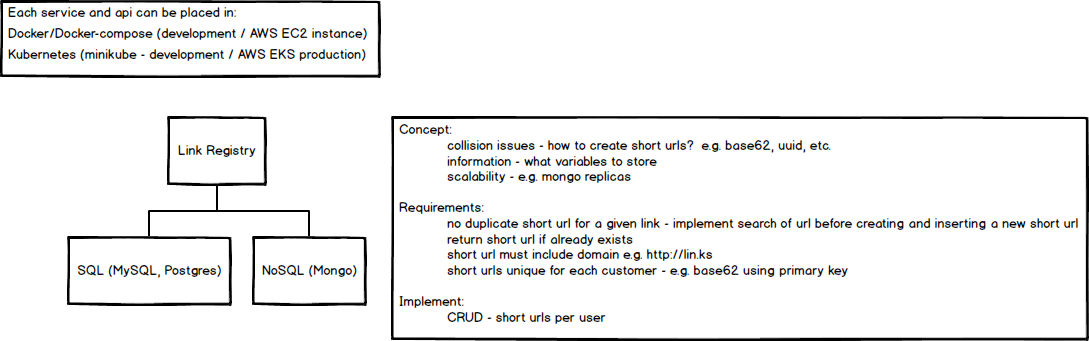 Each service and api can be placed in:
Docker/Docker-compose (development / AWS EC2 instance)
Kubernetes (minikube - development / AWS EKS production)
Link Registry
SQL (MySQL, Postgres)
NoSQL (Mongo)
Concept:
collision issues - how to create short urls? e.g. base62, uuid, etc.
information - what variables to store
scalability - e.g. mongo replicas
Requirements:
no duplicate short url for a given link - implement search of url before creating and inserting a new short url
return short url if already exists
short url must include domain e.g. http://lin.ks
short urls unique for each customer - e.g. base62 using primary key
Implement:
CRUD - short urls per user